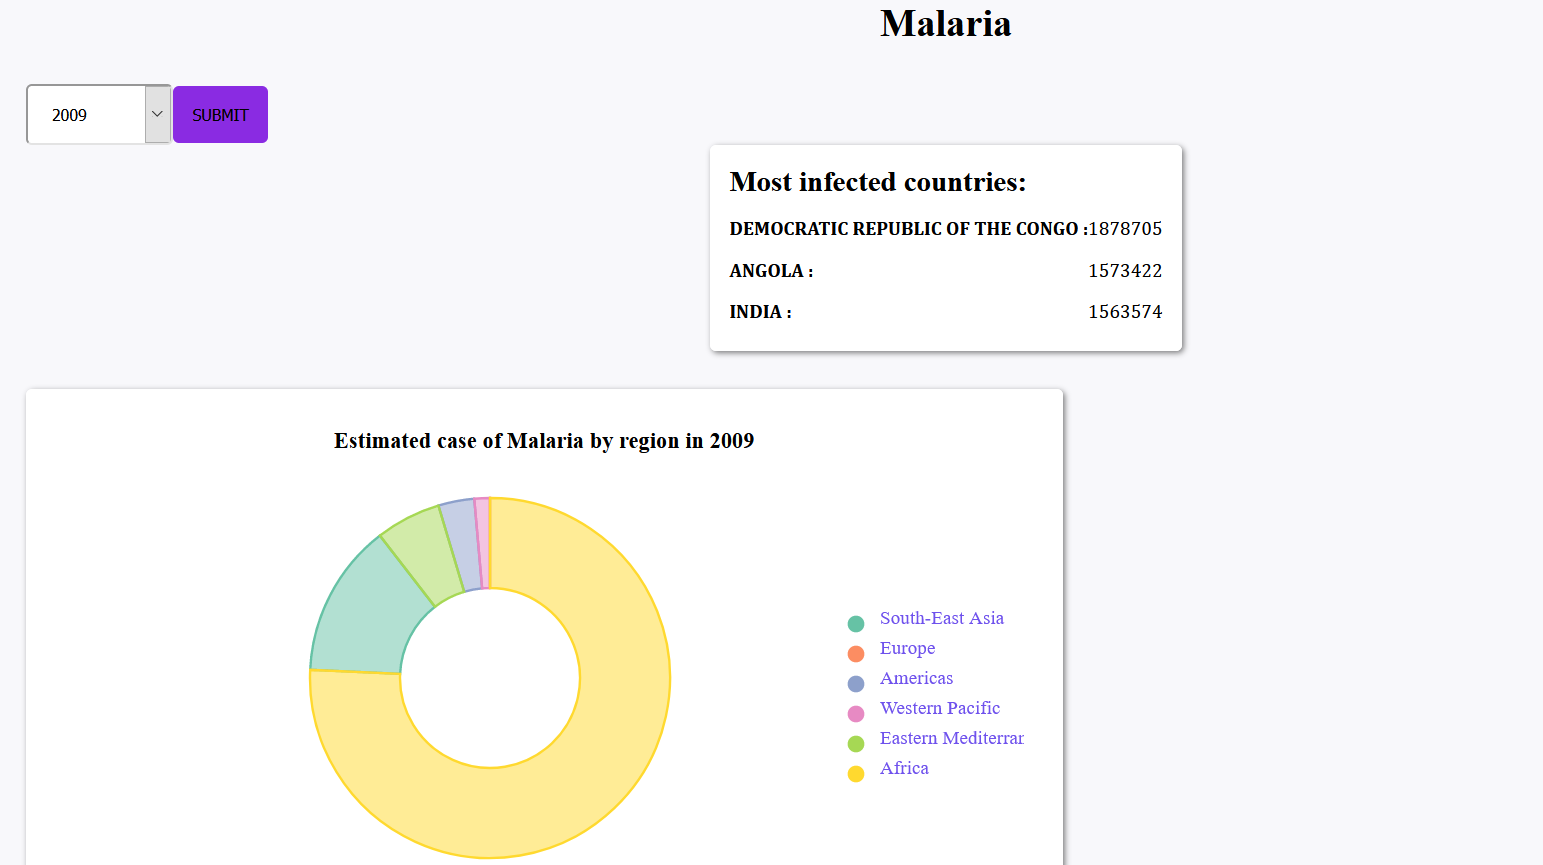 Malaria
2009
SUBMIT
Most infected countries:
DEMOCRATIC REPUBLIC OF THE CONGO :1878705
ANGOLA : 1573422
INDIA : 1563574
Estimated case of Malaria by region in 2009
South-East Asia
Europe
Americas
Western Pacific
Eastern Mediterrar
Africa